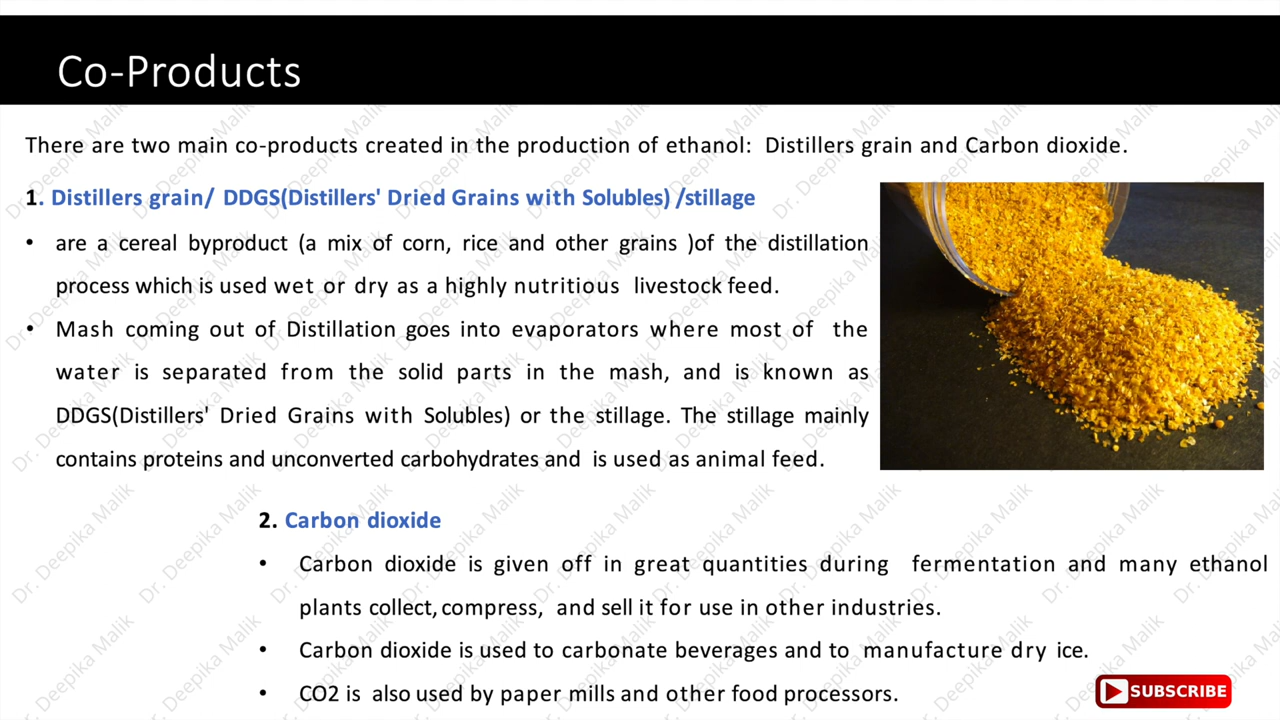 Co-Products
There are two main co-products created in the production of ethanol: Distillers grain and Carbon dioxide.
1. Distillers grain/ DDGS(Distillers' Dried Grains with Solubles) /stillage
• are a cereal byproduct (a mix of corn, rice and other grains )of the distillation
process which is used wet or dry as a highly nutritious livestock feed.
• Mash coming out of Distillation goes into evaporators where most of the
water is separated from the solid parts in the mash, and is known as
DDGS(Distillers' Dried Grains with Solubles) or the stillage. The stillage mainly
contains proteins and unconverted carbohydrates and is used as animal feed.
2. Carbon dioxide
• Carbon dioxide is given off in great quantities during fermentation and many ethanol
plants collect, compress, and sell it for use in other industries.
• Carbon dioxide is used to carbonate beverages and to manufacture dry ice.
• CO2 is also used by paper mills and other food processors.
SUBSCRIBE
Dr. Deepika Malik